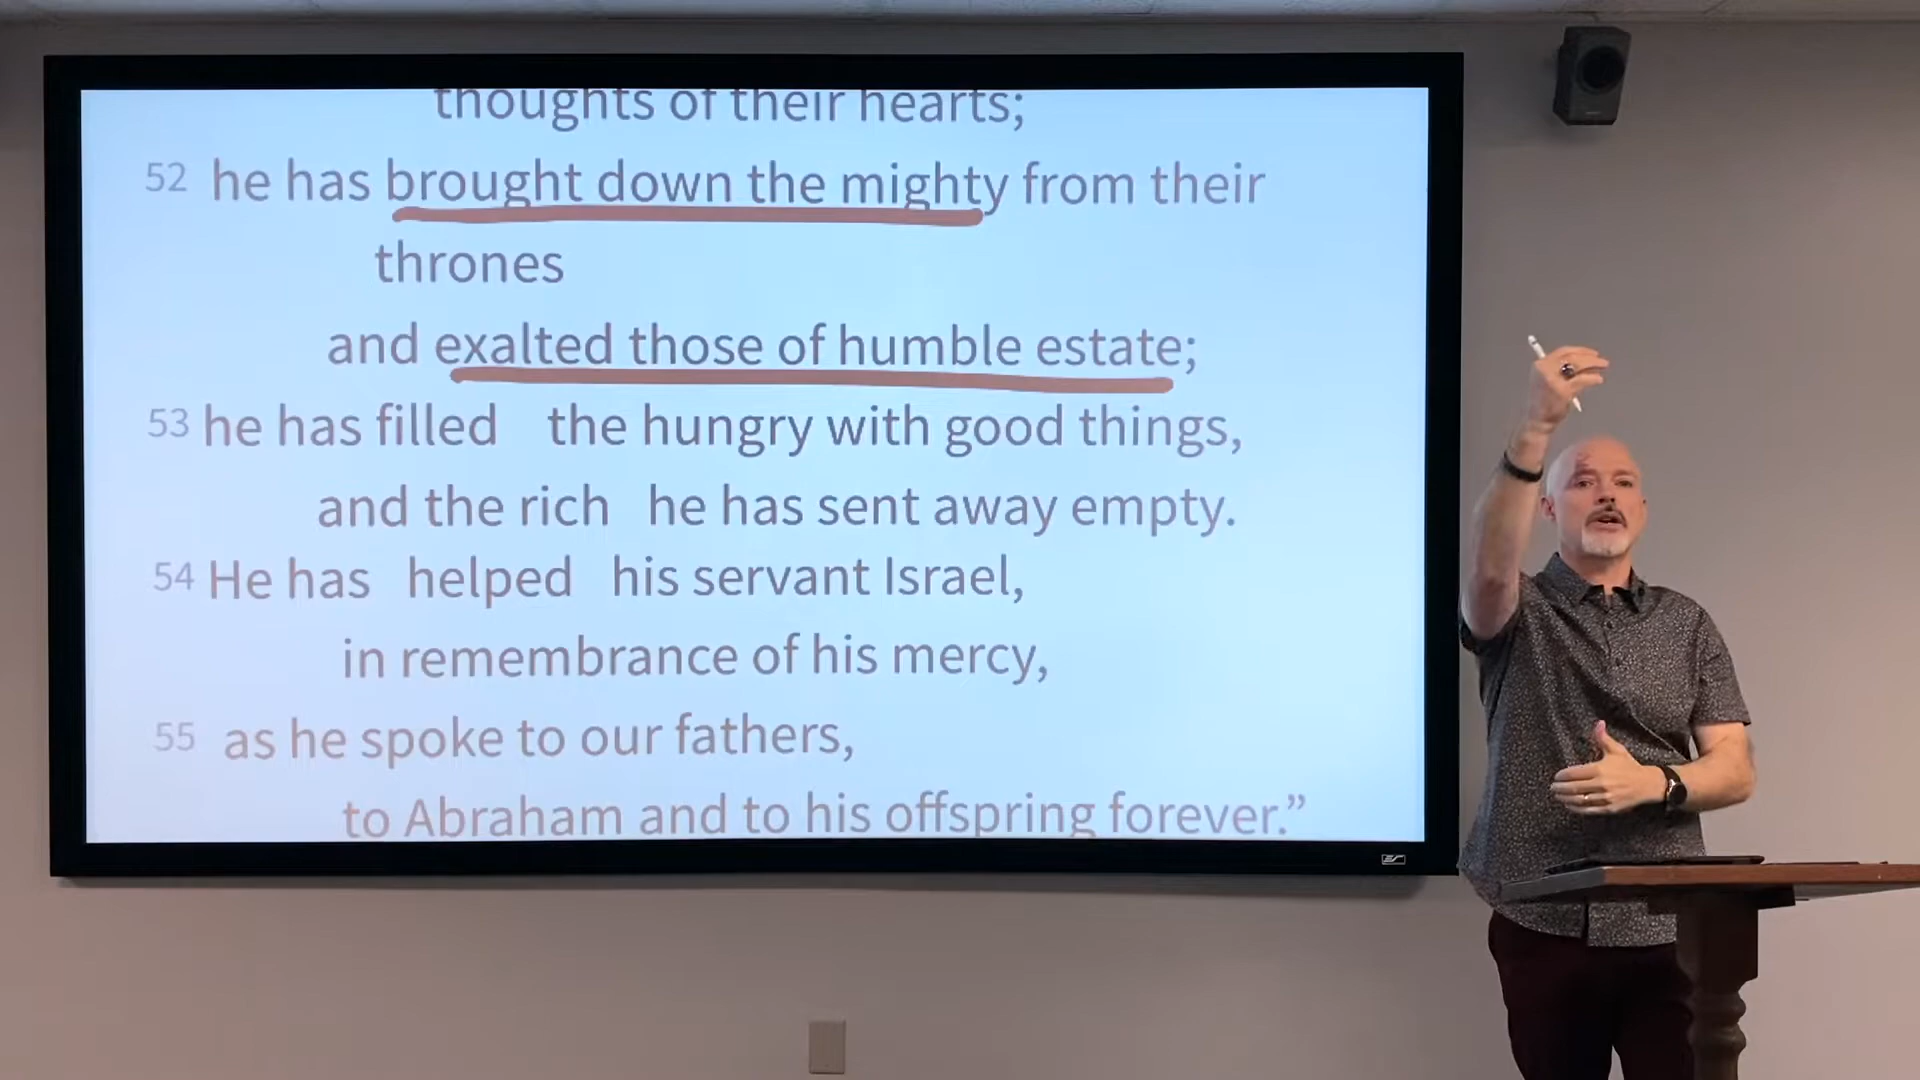 thoughts of their hearts;
52 he has brought down the mighty from their
thrones
and exalted those of humble estate;
53 he has filled the hungry with good things,
and the rich he has sent away empty.
54 He has helped his servant Israel,
in remembrance of his mercy,
55 as he spoke to our fathers,
to Abraham and to his offspring forever.”